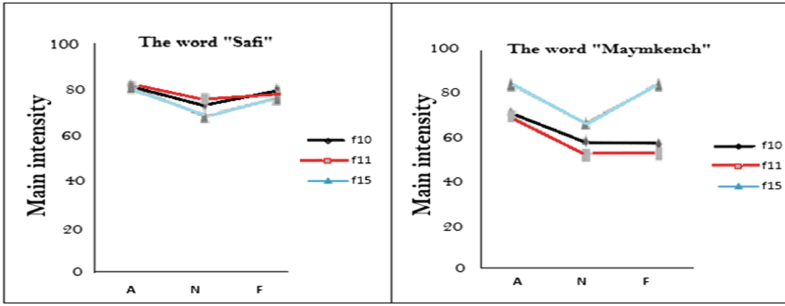 The word "Safi"
Main intensity
100
80
60
40
20
0
A N F
f10
f11
f15
The word "Maymkench"
Main intensity
100
80
60
40
20
0
A N F
f10
f11
f15